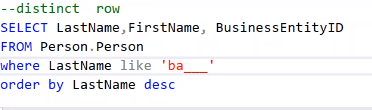 --distinct  row
SELECT LastName,FirstName, BusinessEntityID
FROM Person.Person
where LastName like 'ba___'
order by LastName desc